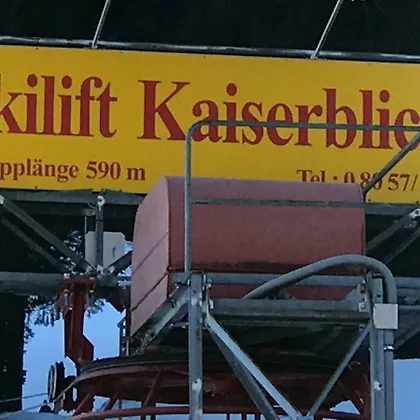 kilift Kaiserblic
pplänge 590 m Tel.: 0 80 57/